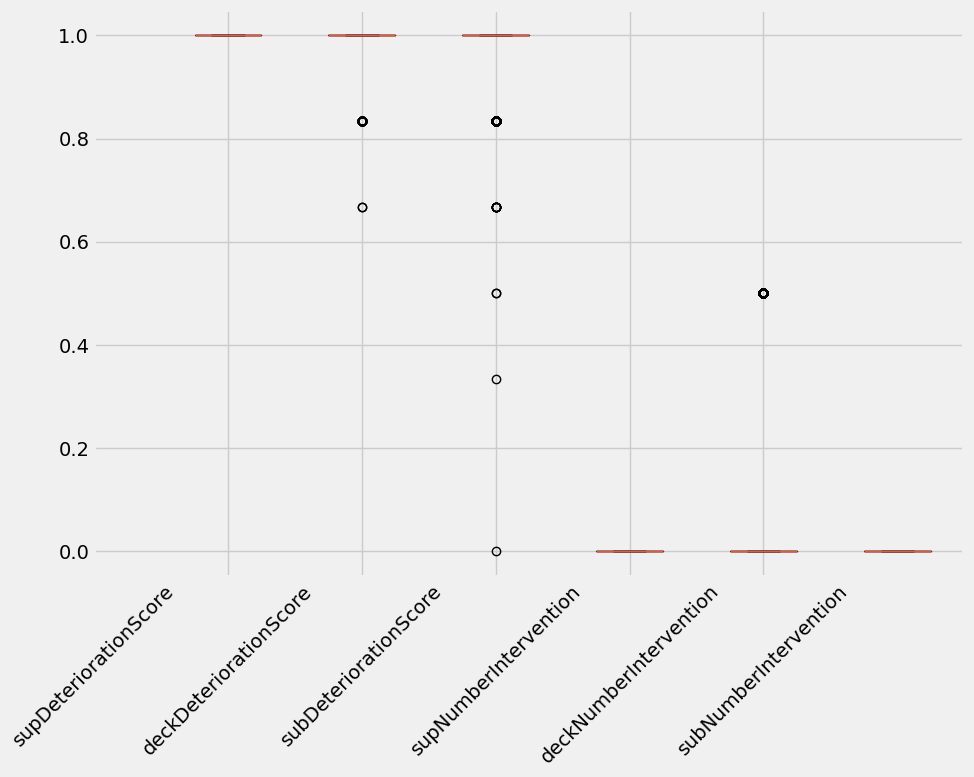 1.0
0.8
0.6
0.4
0.2
0.0
supDeteriorationScore
deckDeteriorationScore
subDeteriorationScore
supNumberIntervention
deckNumberIntervention
subNumberIntervention